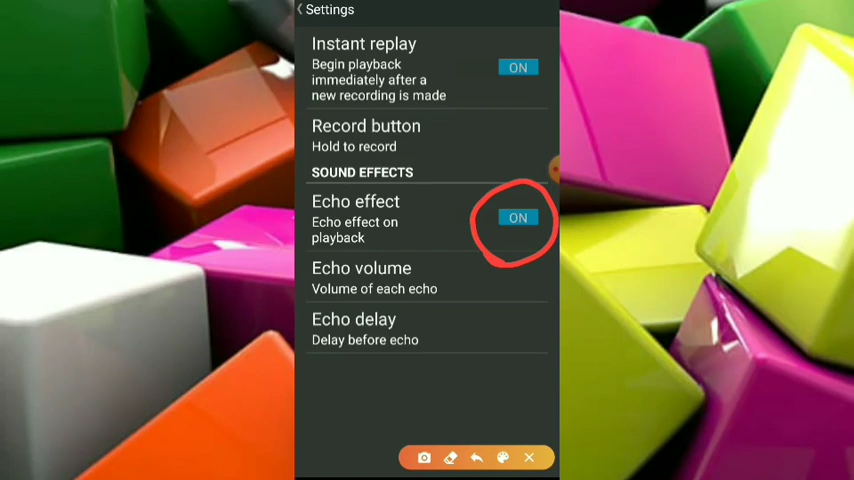 Settings
Instant replay
Begin playback
immediately after a
new recording is made
ON
Record button
Hold to record
SOUND EFFECTS
Echo effect
Echo effect on
playback
ON
Echo volume
Volume of each echo
Echo delay
Delay before echo